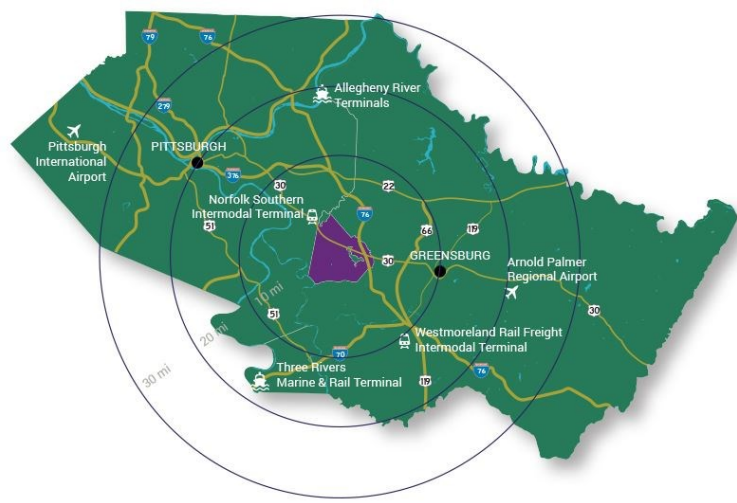 79
76
Allegheny River
Terminals
279
Pittsburgh
International
Airport
PITTSBURGH
376
30
22
Norfolk Southern
Intermodal Terminal
51
76
66
119
30
GREENSBURG
Arnold Palmer
Regional Airport
10 mi
51
20 mi
30 mi
30
Westmoreland Rail Freight
Intermodal Terminal
70
Three Rivers
Marine & Rail Terminal
119
76